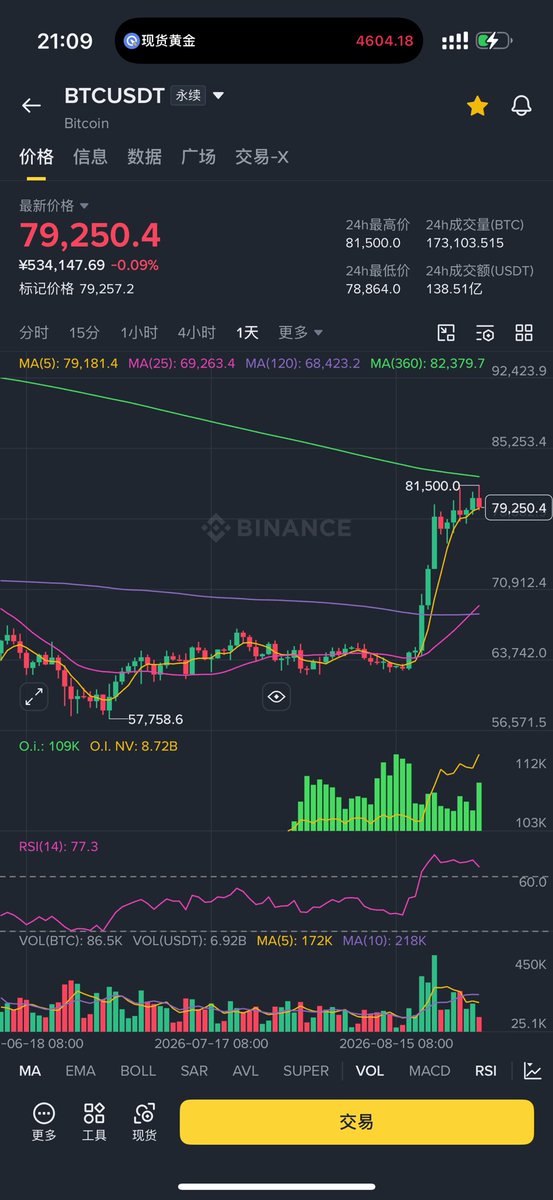 21:09
现货黄金
4604.18
BTCUSDT 永续
Bitcoin
价格 信息 数据 广场 交易-X
最新价格
79,250.4
¥534,147.69 -0.09%
标记价格 79,257.2
24h最高价 24h成交量(BTC)
81,500.0 173,103.515
24h最低价 24h成交额(USDT)
78,864.0 138.51亿
分时 15分 1小时 4小时 1天 更多
MA(5): 79,181.4 MA(25): 69,263.4 MA(120): 68,423.2 MA(360): 82,379.7
92,423.9
85,253.4
81,500.0
79,250.4
BINANCE
70,912.4
63,742.0
57,758.6
56,571.5
O.i.: 109K O.I. NV: 8.72B
112K
103K
RSI(14): 77.3
60.0
VOL(BTC): 86.5K VOL(USDT): 6.92B MA(5): 172K MA(10): 218K
450K
25.1K
-06-18 08:00 2026-07-17 08:00 2026-08-15 08:00
MA EMA BOLL SAR AVL SUPER VOL MACD RSI
更多 工具 现货
交易